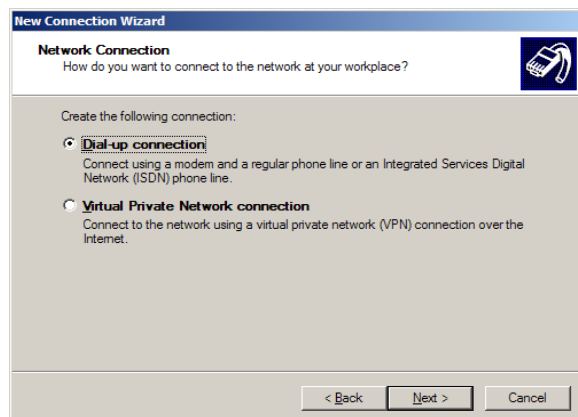 New Connection Wizard
Network Connection
How do you want to connect to the network at your workplace?
Create the following connection:
Dial-up connection
Connect using a modem and a regular phone line or an Integrated Services Digital
Network (ISDN) phone line.
Virtual Private Network connection
Connect to the network using a virtual private network (VPN) connection over the
Internet.
< Back
Next >
Cancel